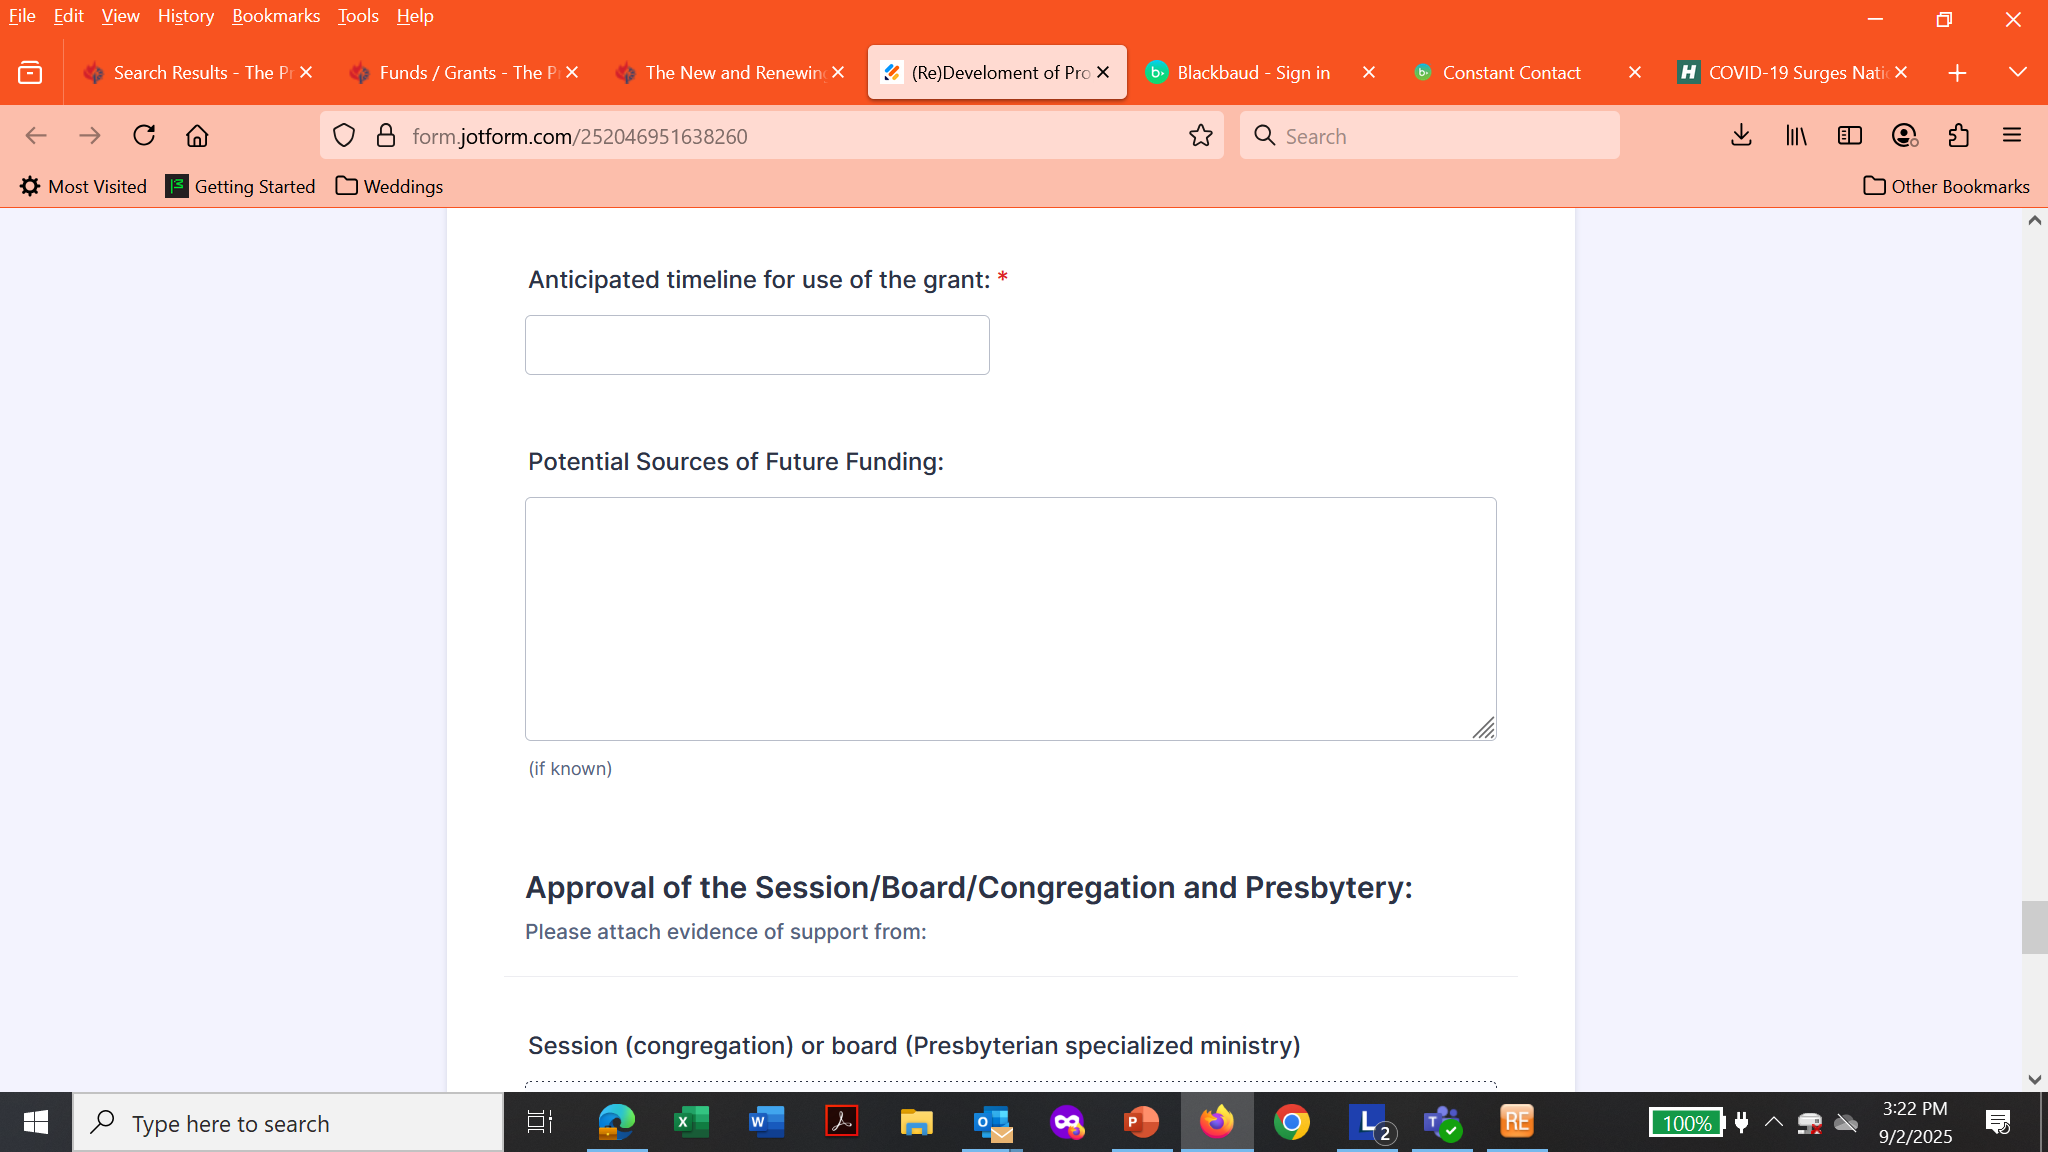 File Edit View History Bookmarks Tools Help
Search Results - The Pr
Funds / Grants - The P
The New and Renewin
(Re)Develoment of Pro
Blackbaud - Sign in
Constant Contact
COVID-19 Surges Natio
form.jotform.com/252046951638260
Search
Most Visited
Getting Started
Weddings
Other Bookmarks
Anticipated timeline for use of the grant: *
Potential Sources of Future Funding:
(if known)
Approval of the Session/Board/Congregation and Presbytery:
Please attach evidence of support from:
Session (congregation) or board (Presbyterian specialized ministry)
Type here to search
L 2
RE
100%
3:22 PM
9/2/2025